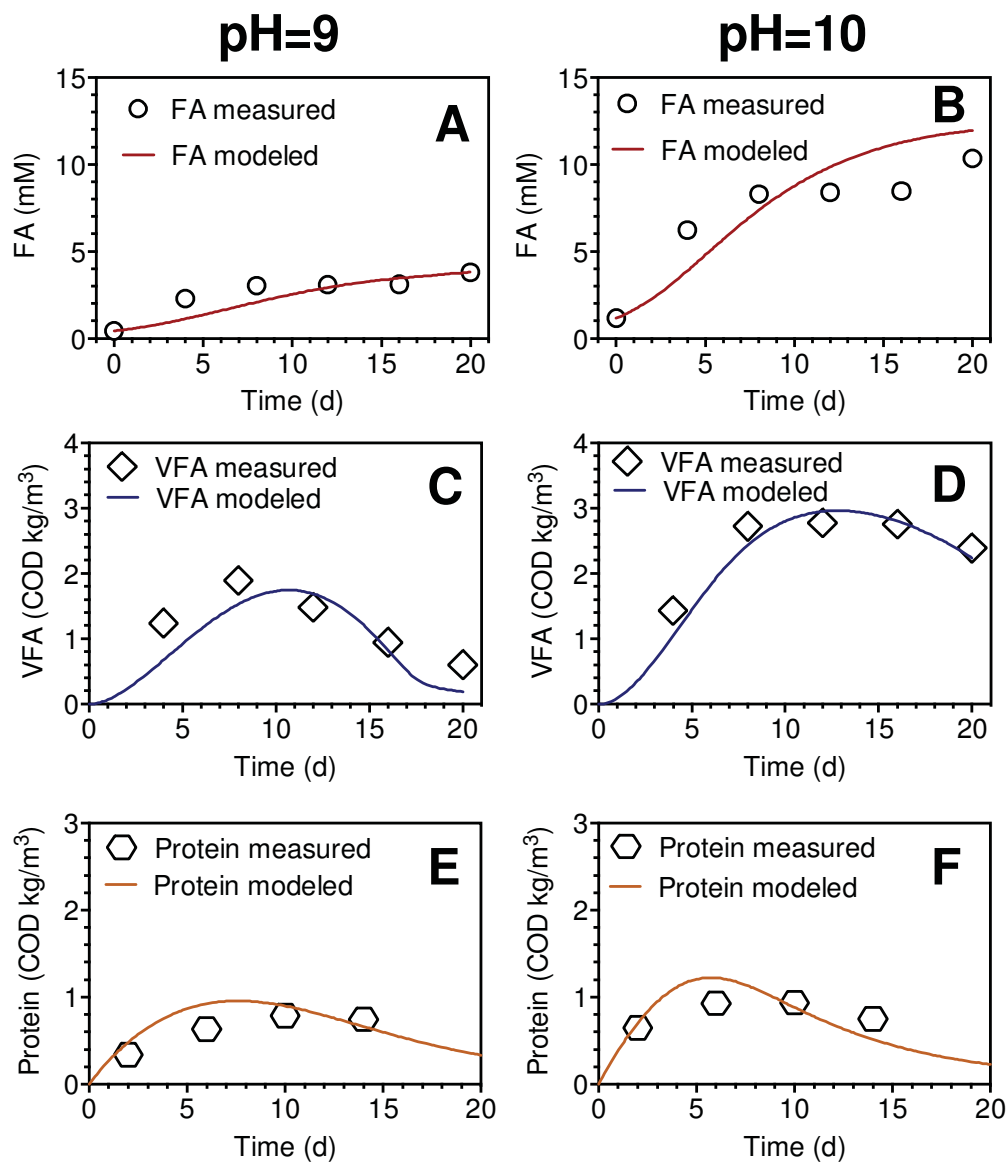 pH=9
pH=10
A
FA measured
FA modeled
FA (mM)
15
10
5
0
0 5 10 15 20
Time (d)
B
FA measured
FA modeled
FA (mM)
15
10
5
0
0 5 10 15 20
Time (d)
C
VFA measured
VFA modeled
VFA (COD kg/m³)
4
3
2
1
0
0 5 10 15 20
Time (d)
D
VFA measured
VFA modeled
VFA (COD kg/m³)
4
3
2
1
0
0 5 10 15 20
Time (d)
E
Protein measured
Protein modeled
Protein (COD kg/m³)
3
2
1
0
0 5 10 15 20
Time (d)
F
Protein measured
Protein modeled
Protein (COD kg/m³)
3
2
1
0
0 5 10 15 20
Time (d)